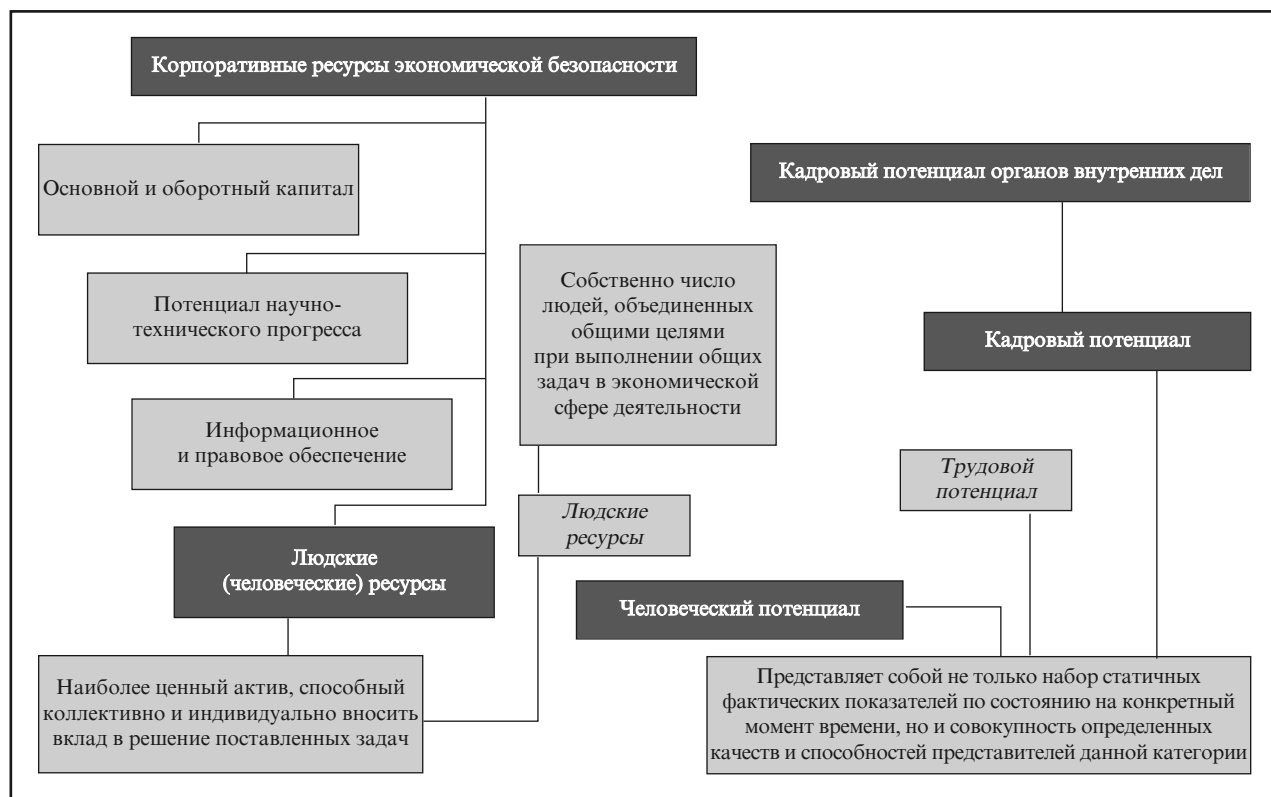 Корпоративные ресурсы экономической безопасности
Основной и оборотный капитал
Потенциал научно-
технического прогресса
Информационное
и правовое обеспечение
Людские
(человеческие) ресурсы
Наиболее ценный актив, способный
коллективно и индивидуально вносить
вклад в решение поставленных задач
Собственно число
людей, объединенных
общими целями
при выполнении общих
задач в экономической
сфере деятельности
Людские
ресурсы
Кадровый потенциал органов внутренних дел
Кадровый потенциал
Трудовой
потенциал
Человеческий потенциал
Представляет собой не только набор статичных
фактических показателей по состоянию на конкретный
момент времени, но и совокупность определенных
качеств и способностей представителей данной категории